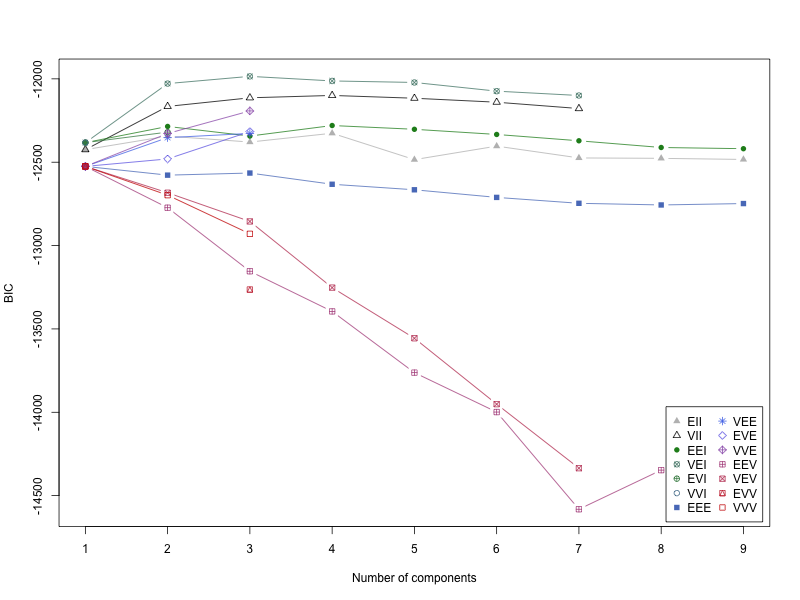 BIC
-12000
-12500
-13000
-13500
-14000
-14500
1 2 3 4 5 6 7 8 9
Number of components
EII VEE
VII EVE
EEI VVE
VEI EEV
EVI VEV
VVI EVV
EEE VVV